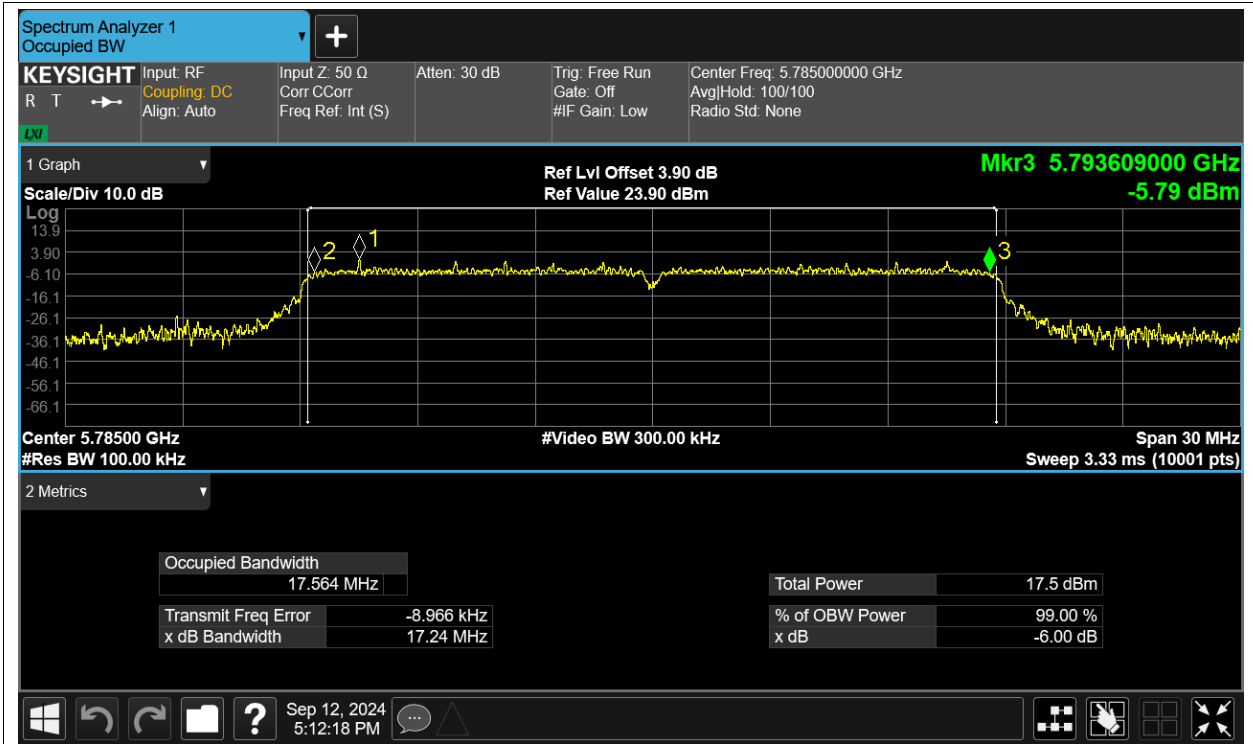 Spectrum Analyzer 1
Occupied BW
KEYSIGHT
R T
LXI
Input: RF
Coupling: DC
Align: Auto
Input Z: 50 Ω
Corr CCorr
Freq Ref: Int (S)
Atten: 30 dB
Trig: Free Run
Gate: Off
#IF Gain: Low
Center Freq: 5.785000000 GHz
Avg|Hold: 100/100
Radio Std: None
1 Graph
Scale/Div 10.0 dB
Ref Lvl Offset 3.90 dB
Ref Value 23.90 dBm
Mkr3 5.793609000 GHz
-5.79 dBm
Log
13.9
3.90
-6.10
-16.1
-26.1
-36.1
-46.1
-56.1
-66.1
2
1
3
Center 5.78500 GHz
#Res BW 100.00 kHz
#Video BW 300.00 kHz
Span 30 MHz
Sweep 3.33 ms (10001 pts)
2 Metrics
Occupied Bandwidth
17.564 MHz
Transmit Freq Error -8.966 kHz
x dB Bandwidth 17.24 MHz
Total Power 17.5 dBm
% of OBW Power 99.00 %
x dB -6.00 dB
?
Sep 12, 2024
5:12:18 PM